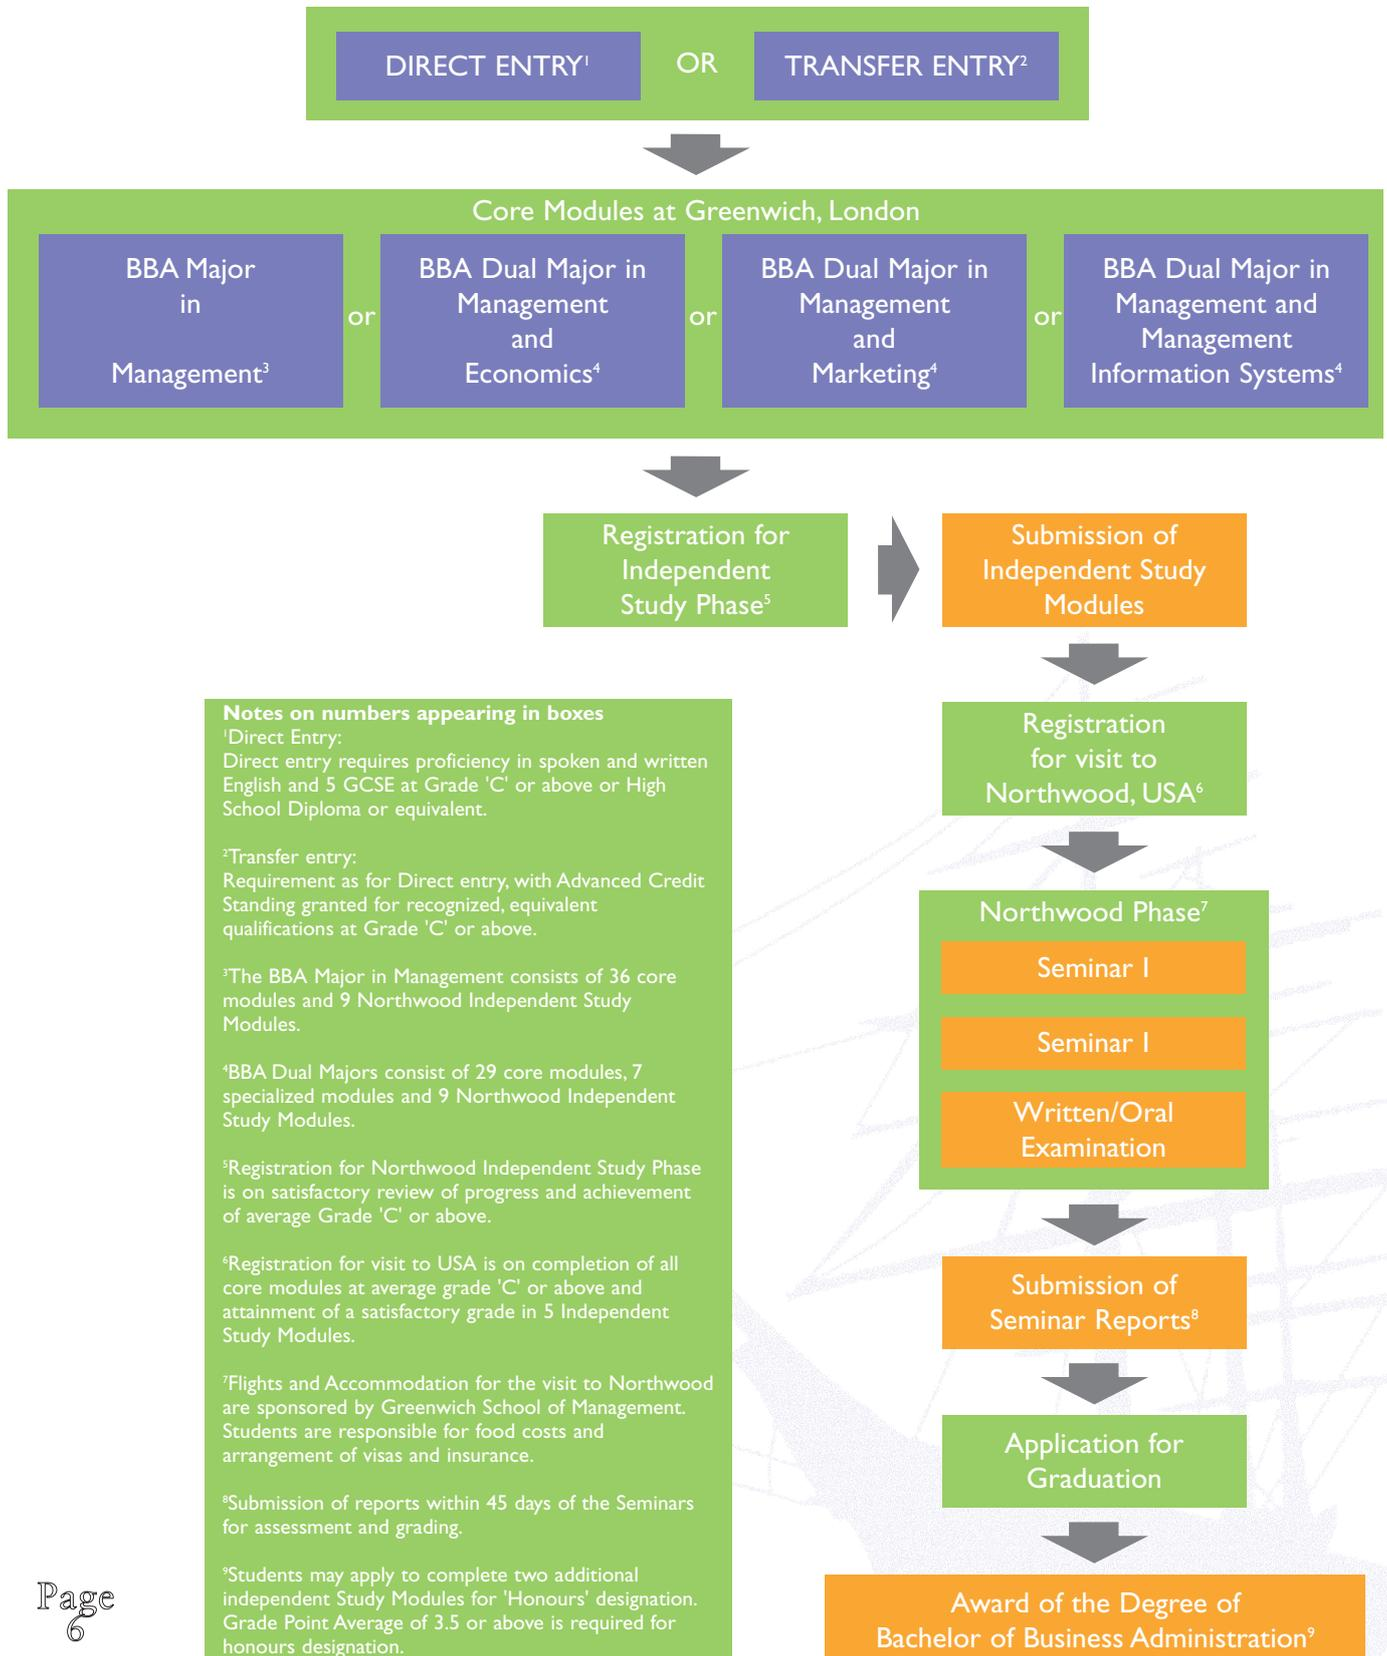 DIRECT ENTRY¹ OR TRANSFER ENTRY²
Core Modules at Greenwich, London
BBA Major
in
Management³
or
BBA Dual Major in
Management
and
Economics⁴
or
BBA Dual Major in
Management
and
Marketing⁴
or
BBA Dual Major in
Management and
Management
Information Systems⁴
Registration for
Independent
Study Phase⁵
Submission of
Independent Study
Modules
Registration
for visit to
Northwood, USA⁶
Northwood Phase⁷
Seminar I
Seminar I
Written/Oral
Examination
Submission of
Seminar Reports⁸
Application for
Graduation
Award of the Degree of
Bachelor of Business Administration⁹
Notes on numbers appearing in boxes
¹Direct Entry:
Direct entry requires proficiency in spoken and written
English and 5 GCSE at Grade 'C' or above or High
School Diploma or equivalent.
²Transfer entry:
Requirement as for Direct entry, with Advanced Credit
Standing granted for recognized, equivalent
qualifications at Grade 'C' or above.
³The BBA Major in Management consists of 36 core
modules and 9 Northwood Independent Study
Modules.
⁴BBA Dual Majors consist of 29 core modules, 7
specialized modules and 9 Northwood Independent
Study Modules.
⁵Registration for Northwood Independent Study Phase
is on satisfactory review of progress and achievement
of average Grade 'C' or above.
⁶Registration for visit to USA is on completion of all
core modules at average grade 'C' or above and
attainment of a satisfactory grade in 5 Independent
Study Modules.
⁷Flights and Accommodation for the visit to Northwood
are sponsored by Greenwich School of Management.
Students are responsible for food costs and
arrangement of visas and insurance.
⁸Submission of reports within 45 days of the Seminars
for assessment and grading.
⁹Students may apply to complete two additional
independent Study Modules for 'Honours' designation.
Grade Point Average of 3.5 or above is required for
honours designation.
Page
6